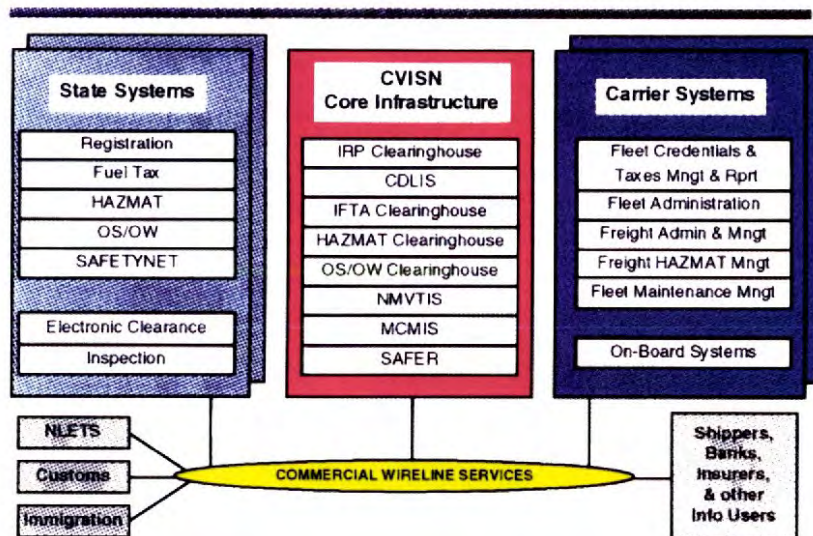 State Systems
Registration
Fuel Tax
HAZMAT
OS/OW
SAFETYNET
Electronic Clearance
Inspection
CVISN
Core Infrastructure
IRP Clearinghouse
CDLIS
IFTA Clearinghouse
HAZMAT Clearinghouse
OS/OW Clearinghouse
NMVTIS
MCMIS
SAFER
Carrier Systems
Fleet Credentials &
Taxes Mngt & Rprt
Fleet Administration
Freight Admin & Mngt
Freight HAZMAT Mngt
Fleet Maintenance Mngt
On-Board Systems
NLETS
Customs
Immigration
COMMERCIAL WIRELINE SERVICES
Shippers,
Banks,
Insurers,
& other
Info Users